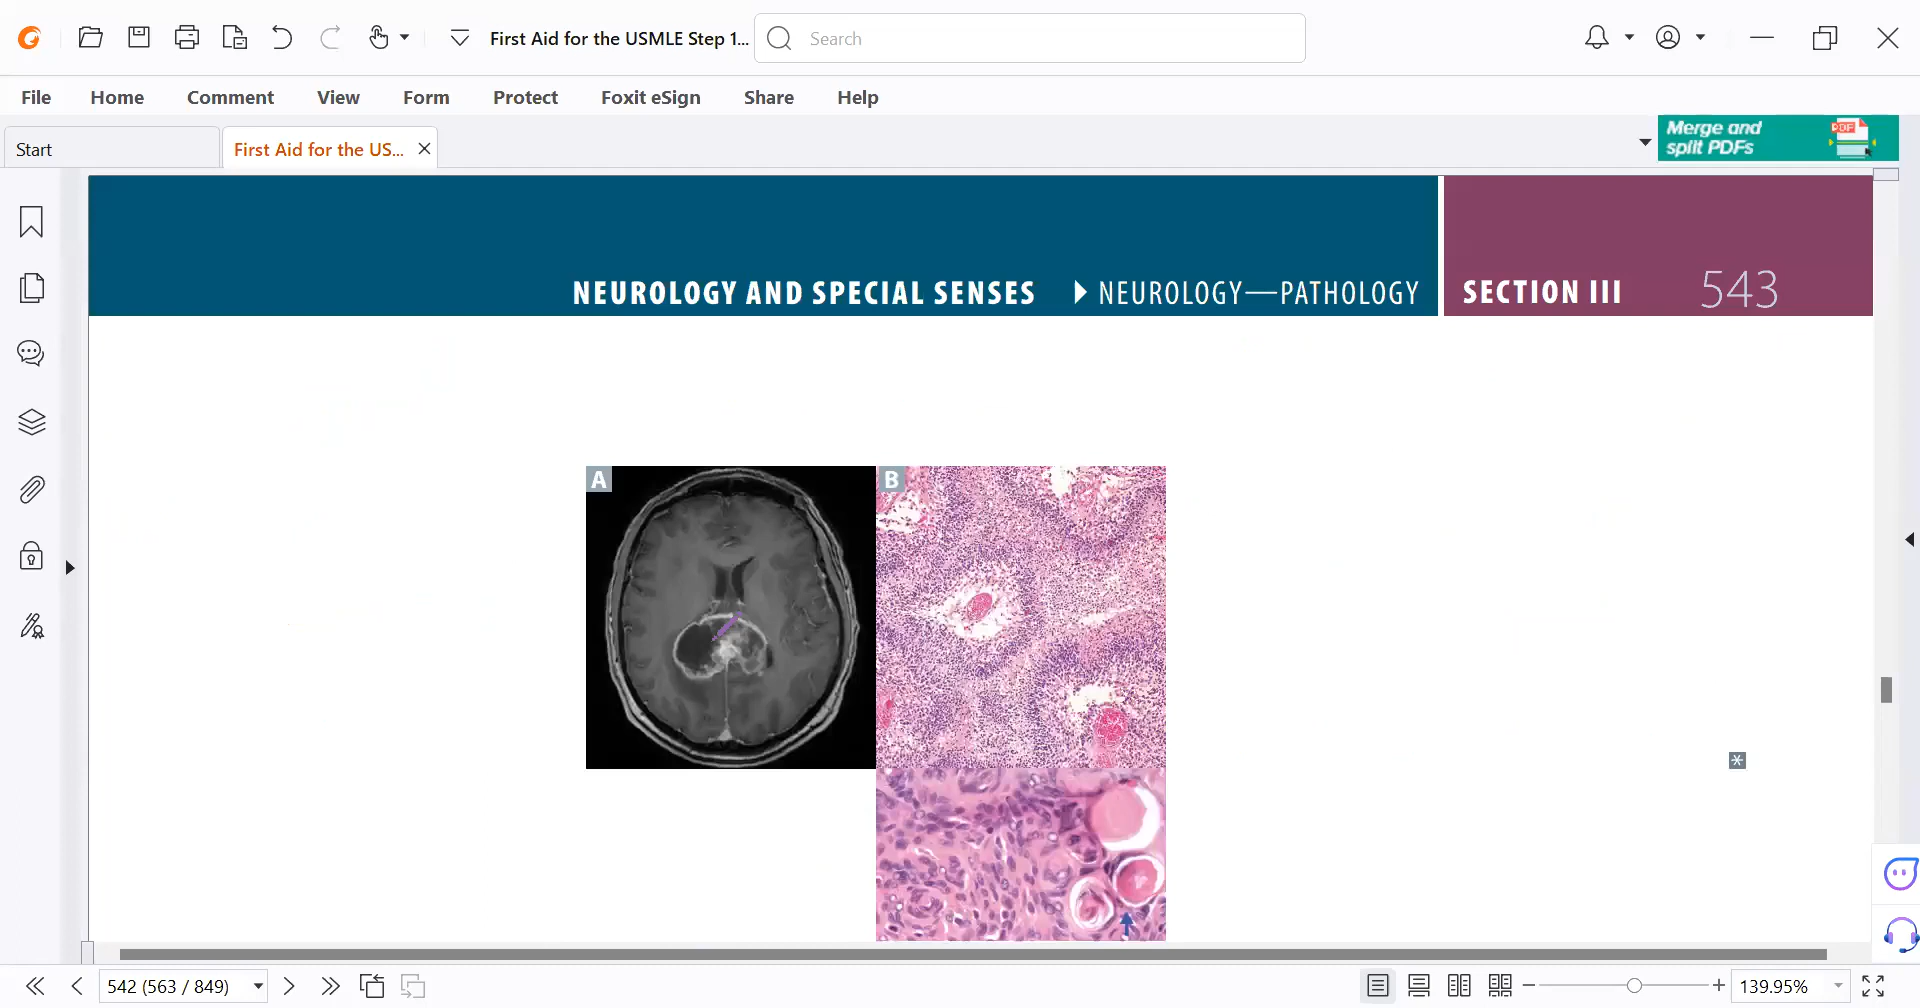 First Aid for the USMLE Step 1...
Search
File Home Comment View Form Protect Foxit eSign Share Help
Start
First Aid for the US...
Merge and
split PDFs
PDF
NEUROLOGY AND SPECIAL SENSES ▶ NEUROLOGY—PATHOLOGY
SECTION III 543
A
B
542 (563 / 849)
139.95%